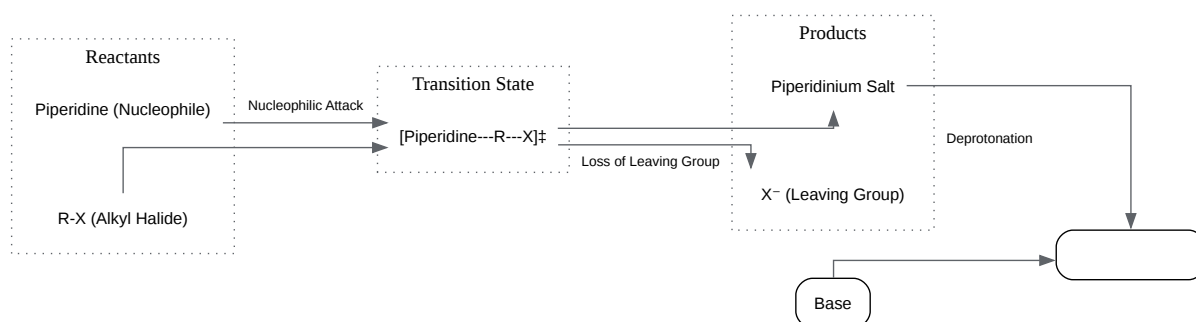 Reactants
Piperidine (Nucleophile)
R-X (Alkyl Halide)
Nucleophilic Attack
Transition State
[Piperidine---R---X]‡
Loss of Leaving Group
Products
Piperidinium Salt
X⁻ (Leaving Group)
Deprotonation
Base